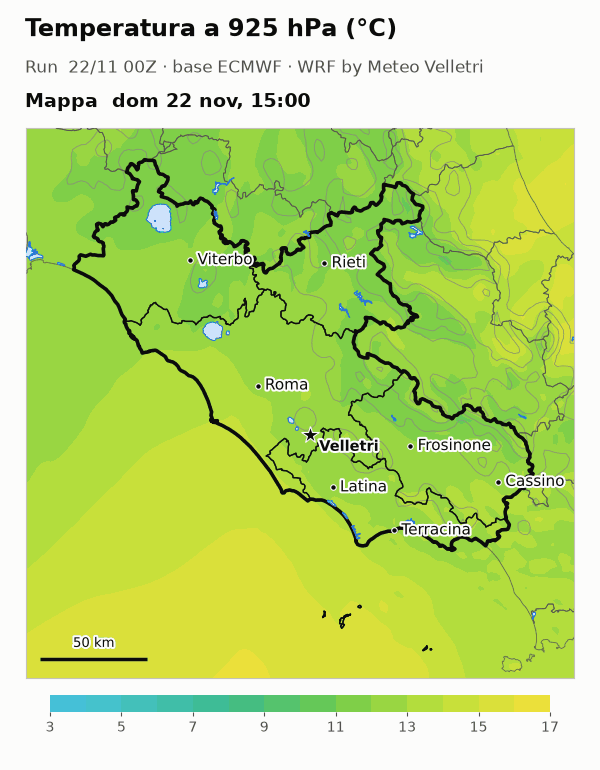 Temperatura a 925 hPa (°C)
Run  22/11 00Z · base ECMWF · WRF by Meteo Velletri
Mappa  dom 22 nov, 15:00
Viterbo
Rieti
Roma
Velletri
Frosinone
Latina
Cassino
Terracina
50 km
3 5 7 9 11 13 15 17